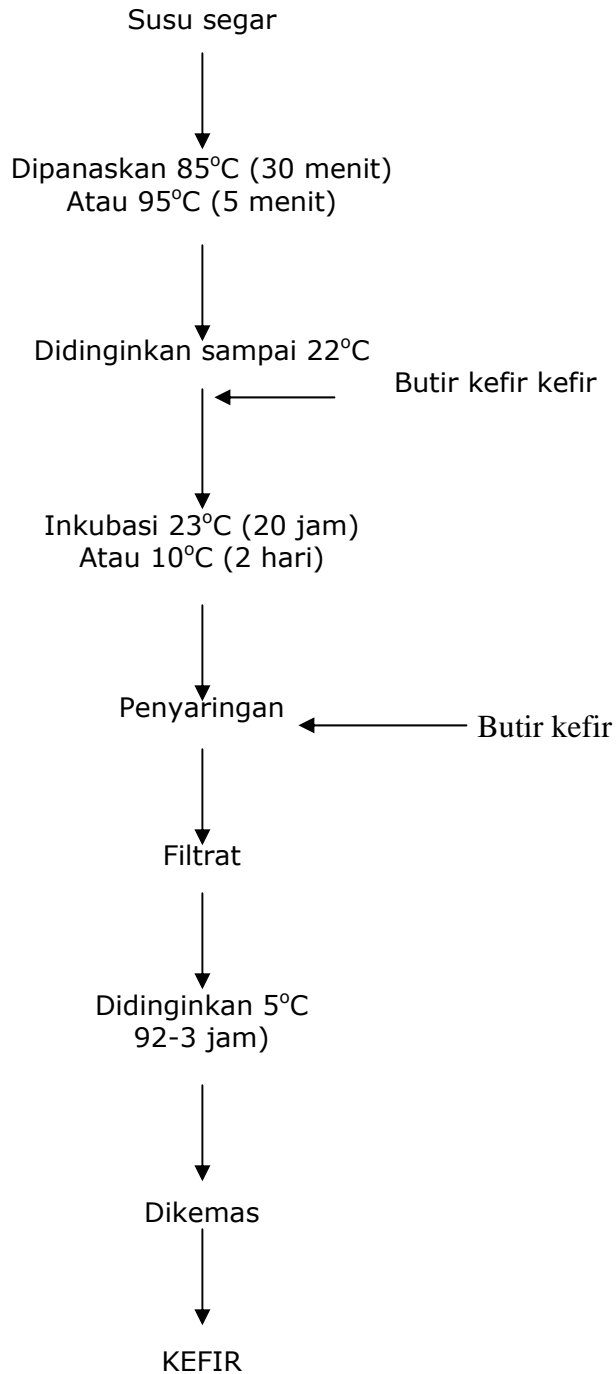 Susu segar
Dipanaskan 85°C (30 menit)
Atau 95°C (5 menit)
Didinginkan sampai 22°C
Butir kefir kefir
Inkubasi 23°C (20 jam)
Atau 10°C (2 hari)
Penyaringan
Butir kefir
Filtrat
Didinginkan 5°C
92-3 jam)
Dikemas
KEFIR